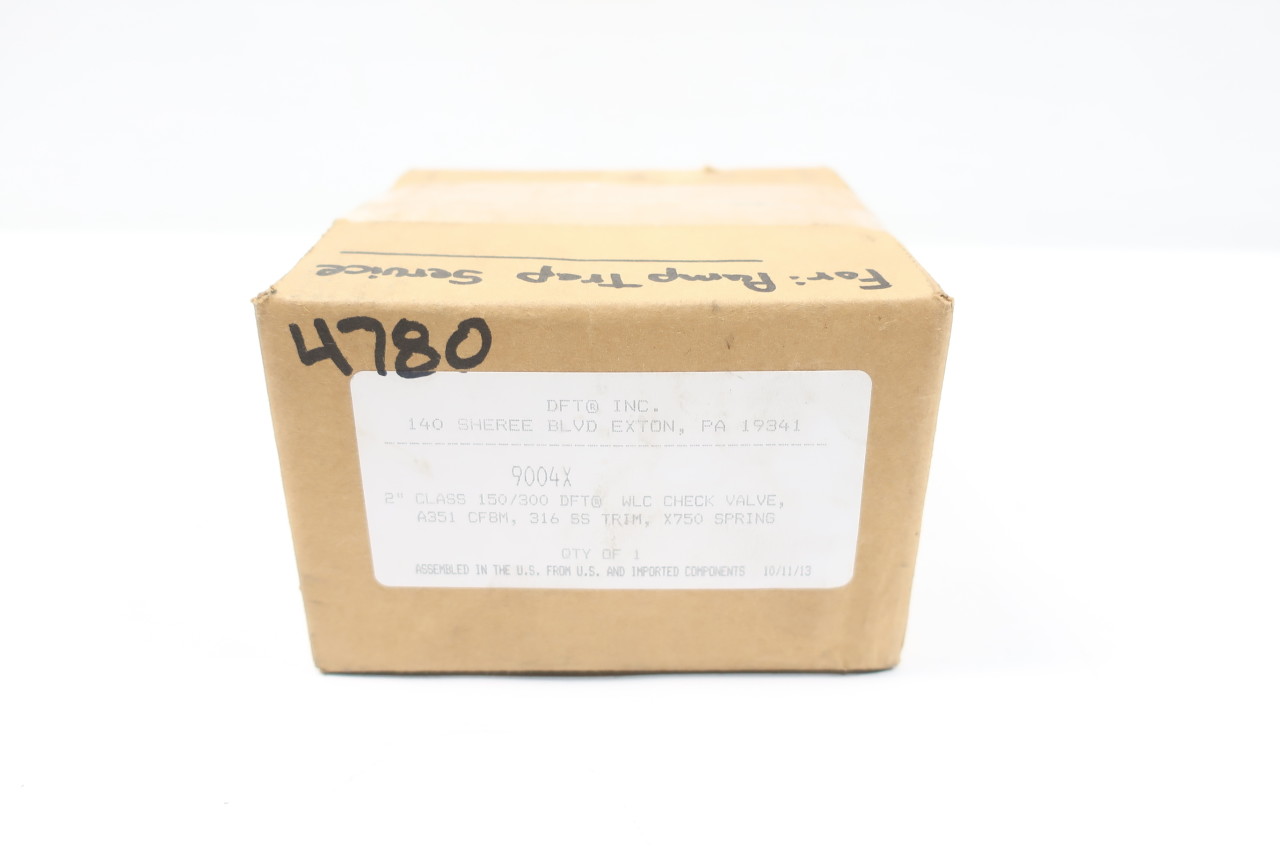 For: Pump Trap Service
4780
DFT® INC.
140 SHEREE BLVD EXTON, PA 19341
9004X
2" CLASS 150/300 DFT® WLC CHECK VALVE,
A351 CF8M, 316 SS TRIM, X750 SPRING
QTY OF 1
ASSEMBLED IN THE U.S. FROM U.S. AND IMPORTED COMPONENTS 10/11/13